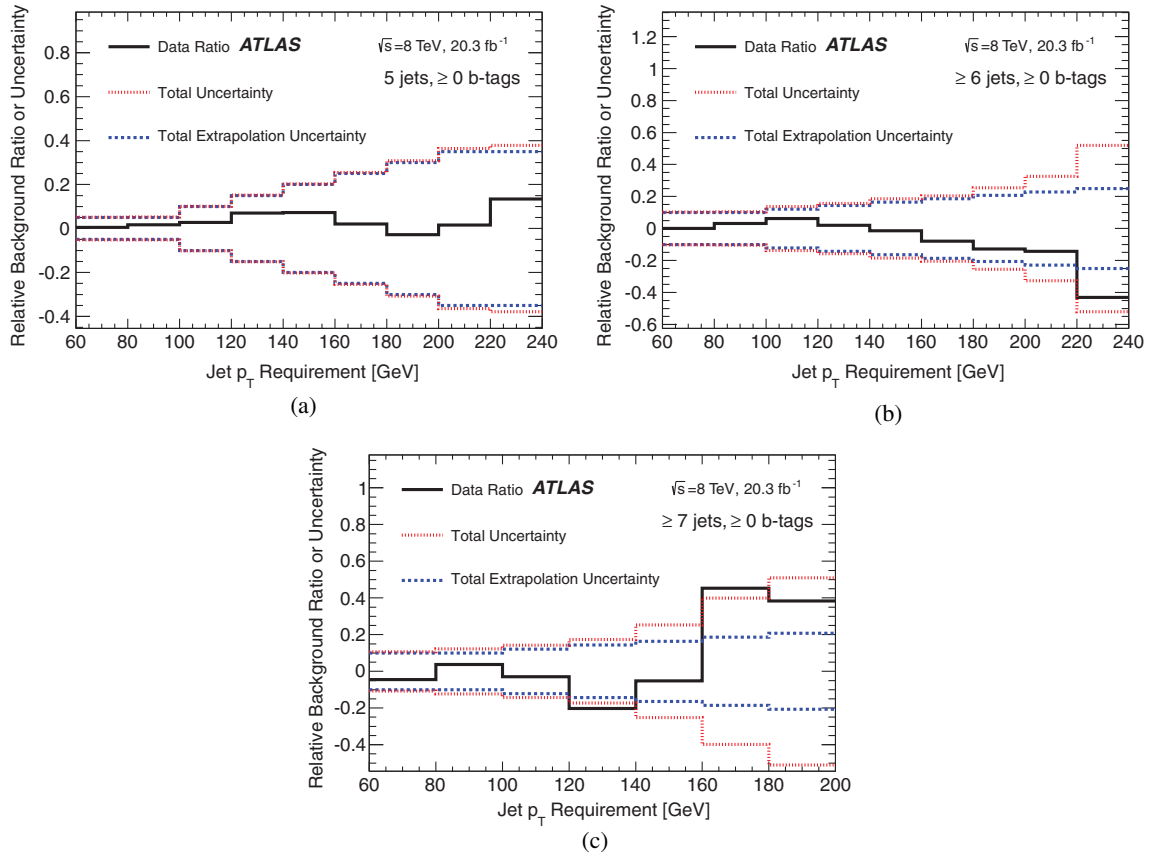 Relative Background Ratio or Uncertainty
0.8
0.6
0.4
0.2
0
-0.2
-0.4
Data Ratio ATLAS
√s=8 TeV, 20.3 fb⁻¹
5 jets, ≥ 0 b-tags
Total Uncertainty
Total Extrapolation Uncertainty
60 80 100 120 140 160 180 200 220 240
Jet p_T Requirement [GeV]
(a)
Relative Background Ratio or Uncertainty
1.2
1
0.8
0.6
0.4
0.2
0
-0.2
-0.4
-0.6
Data Ratio ATLAS
√s=8 TeV, 20.3 fb⁻¹
≥ 6 jets, ≥ 0 b-tags
Total Uncertainty
Total Extrapolation Uncertainty
60 80 100 120 140 160 180 200 220 240
Jet p_T Requirement [GeV]
(b)
Relative Background Ratio or Uncertainty
1
0.8
0.6
0.4
0.2
0
-0.2
-0.4
Data Ratio ATLAS
√s=8 TeV, 20.3 fb⁻¹
≥ 7 jets, ≥ 0 b-tags
Total Uncertainty
Total Extrapolation Uncertainty
60 80 100 120 140 160 180 200
Jet p_T Requirement [GeV]
(c)